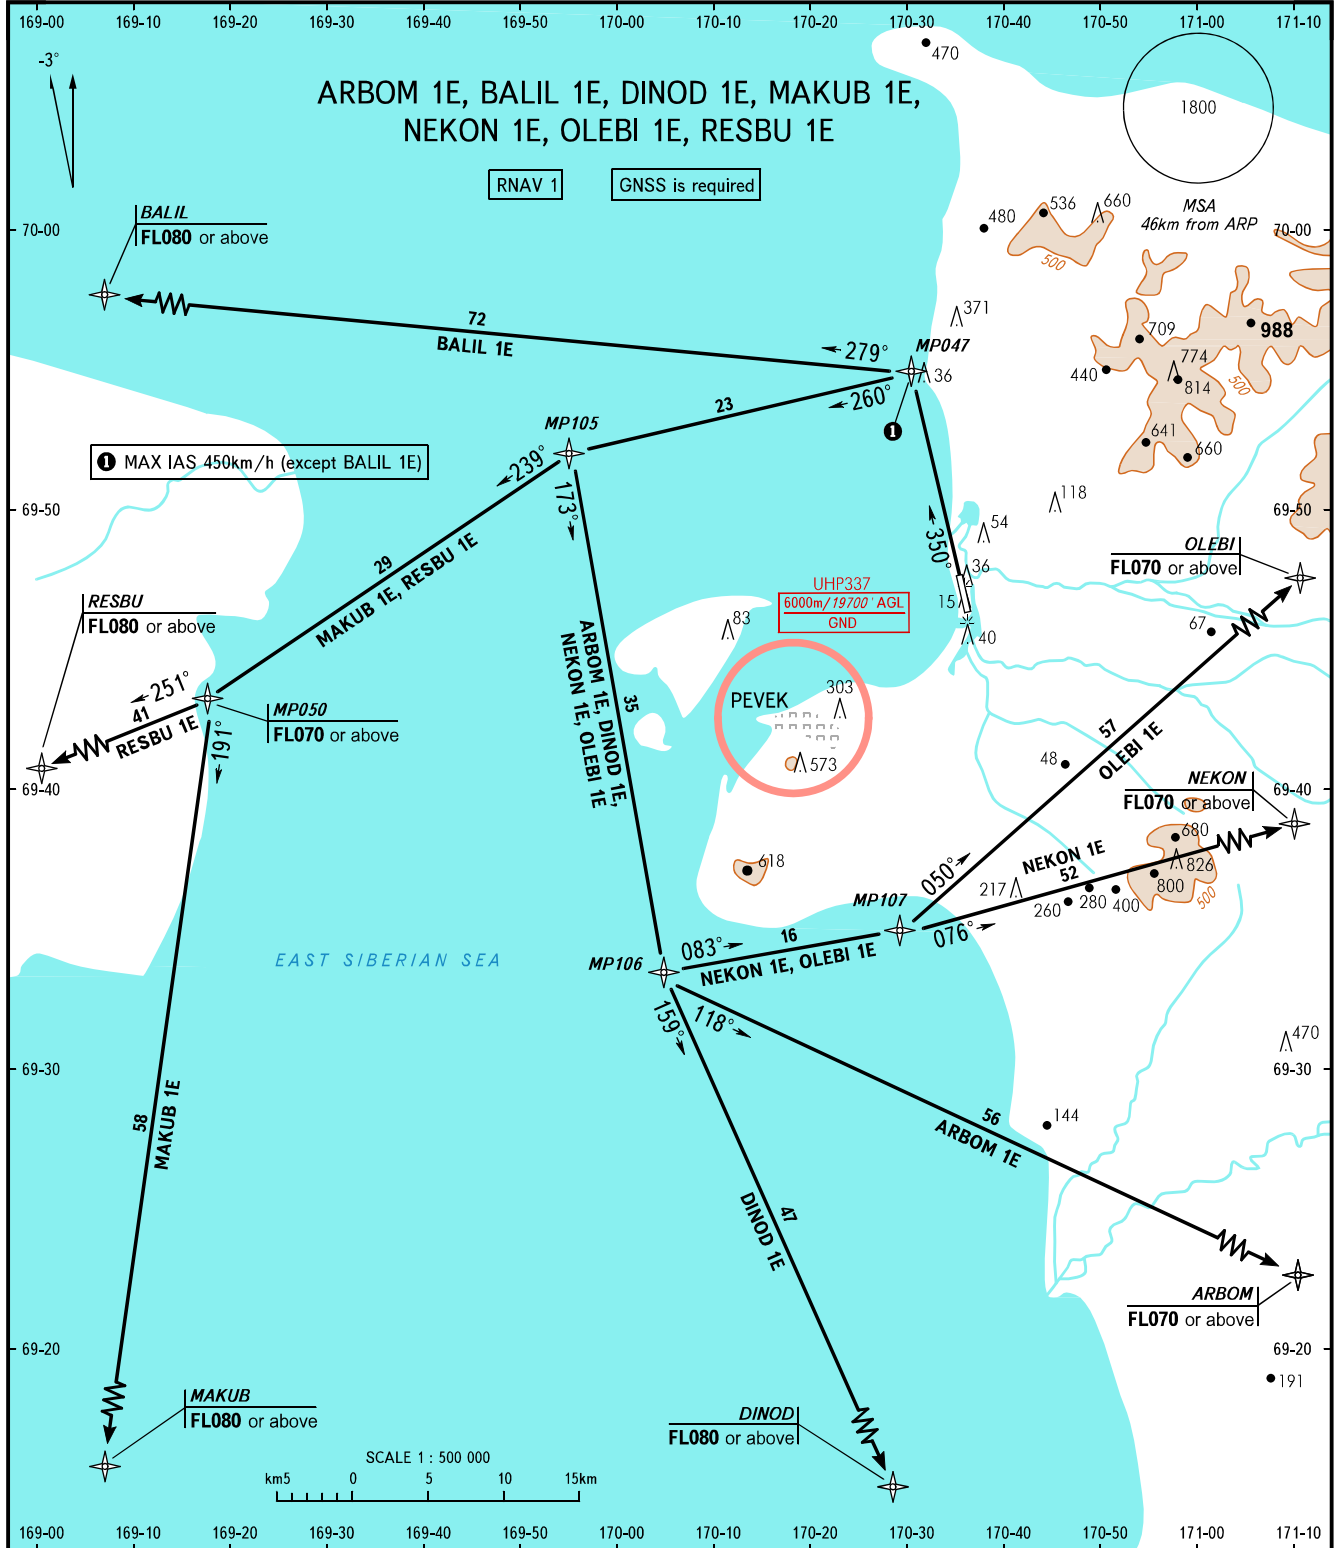 169-00 169-10 169-20 169-30 169-40 169-50 170-00 170-10 170-20 170-30 170-40 170-50 171-00 171-10
-3°
470
ARBOM 1E, BALIL 1E, DINOD 1E, MAKUB 1E,
NEKON 1E, OLEBI 1E, RESBU 1E
1800
RNAV 1
GNSS is required
MSA
46km from ARP
BALIL
FL080 or above
70-00
70-00
480
536
660
500
371
709
988
774
814
440
500
641
660
72
BALIL 1E
279°
MP047
36
260°
1
23
MP105
1 MAX IAS 450km/h (except BALIL 1E)
239°
173°
118
69-50
69-50
54
350°
36
15
40
OLEBI
FL070 or above
67
29
MAKUB 1E, RESBU 1E
RESBU
FL080 or above
UHP337
6000m/19700' AGL
GND
83
ARBOM 1E, DINOD 1E,
NEKON 1E, OLEBI 1E
35
PEVEK
303
573
251°
41
RESBU 1E
191°
MP050
FL070 or above
57
OLEBI 1E
48
69-40
69-40
NEKON
FL070 or above
680
826
800
500
NEKON 1E
52
217
260
280
400
618
050°
MP107
076°
083°
16
NEKON 1E, OLEBI 1E
MP106
EAST SIBERIAN SEA
159°
118°
470
69-30
69-30
58
MAKUB 1E
144
56
ARBOM 1E
47
DINOD 1E
ARBOM
FL070 or above
69-20
69-20
191
MAKUB
FL080 or above
DINOD
FL080 or above
SCALE 1 : 500 000
km5 0 5 10 15km
169-00 169-10 169-20 169-30 169-40 169-50 170-00 170-10 170-20 170-30 170-40 170-50 171-00 171-10